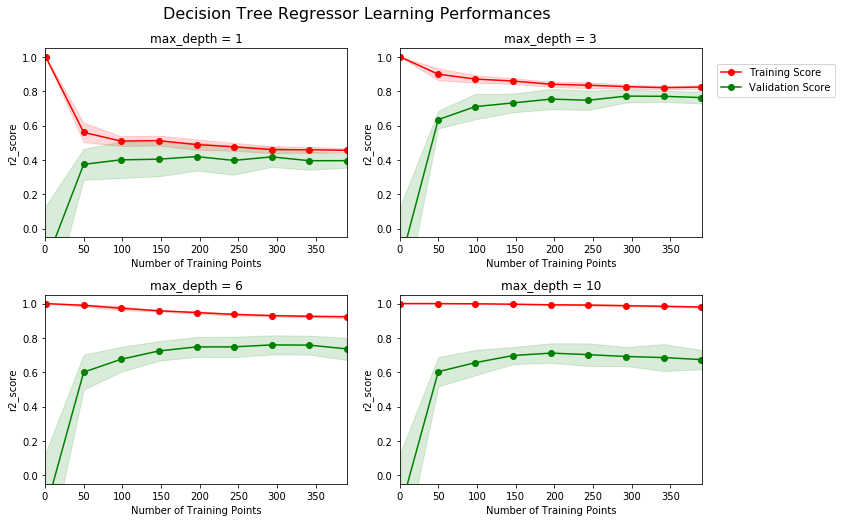 Decision Tree Regressor Learning Performances
max_depth = 1
1.0
0.8
0.6
0.4
0.2
0.0
r2_score
0 50 100 150 200 250 300 350
Number of Training Points
max_depth = 3
1.0
0.8
0.6
0.4
0.2
0.0
r2_score
0 50 100 150 200 250 300 350
Number of Training Points
Training Score
Validation Score
max_depth = 6
1.0
0.8
0.6
0.4
0.2
0.0
r2_score
0 50 100 150 200 250 300 350
Number of Training Points
max_depth = 10
1.0
0.8
0.6
0.4
0.2
0.0
r2_score
0 50 100 150 200 250 300 350
Number of Training Points